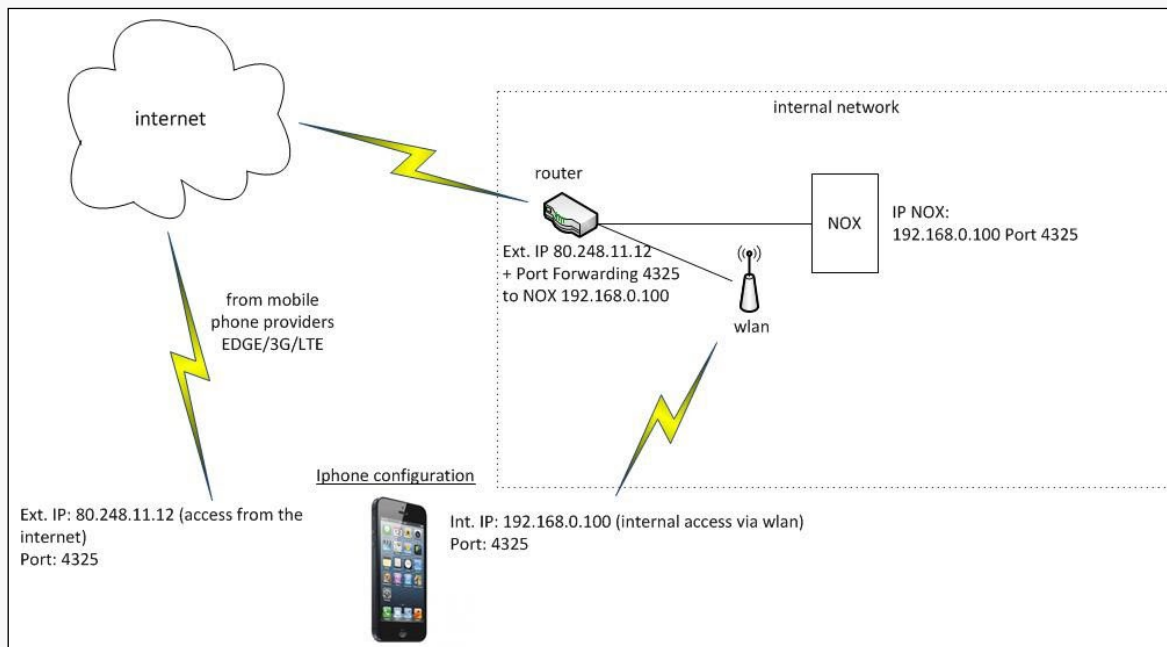 internet
internal network
router
NOX
IP NOX:
192.168.0.100 Port 4325
Ext. IP 80.248.11.12
+ Port Forwarding 4325
to NOX 192.168.0.100
wlan
from mobile
phone providers
EDGE/3G/LTE
Iphone configuration
Ext. IP: 80.248.11.12 (access from the
internet)
Port: 4325
Int. IP: 192.168.0.100 (internal access via wlan)
Port: 4325